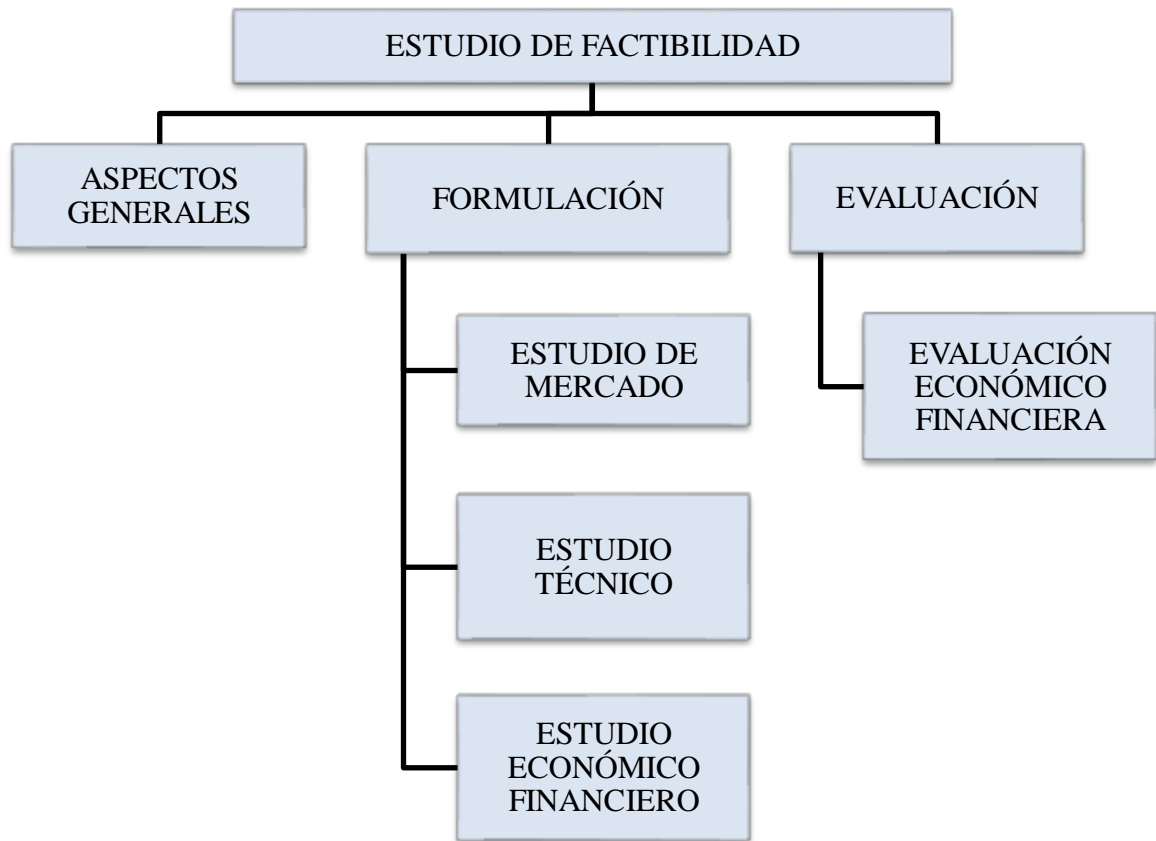 ESTUDIO DE FACTIBILIDAD
ASPECTOS
GENERALES
FORMULACIÓN
EVALUACIÓN
ESTUDIO DE
MERCADO
EVALUACIÓN
ECONÓMICO
FINANCIERA
ESTUDIO
TÉCNICO
ESTUDIO
ECONÓMICO
FINANCIERO